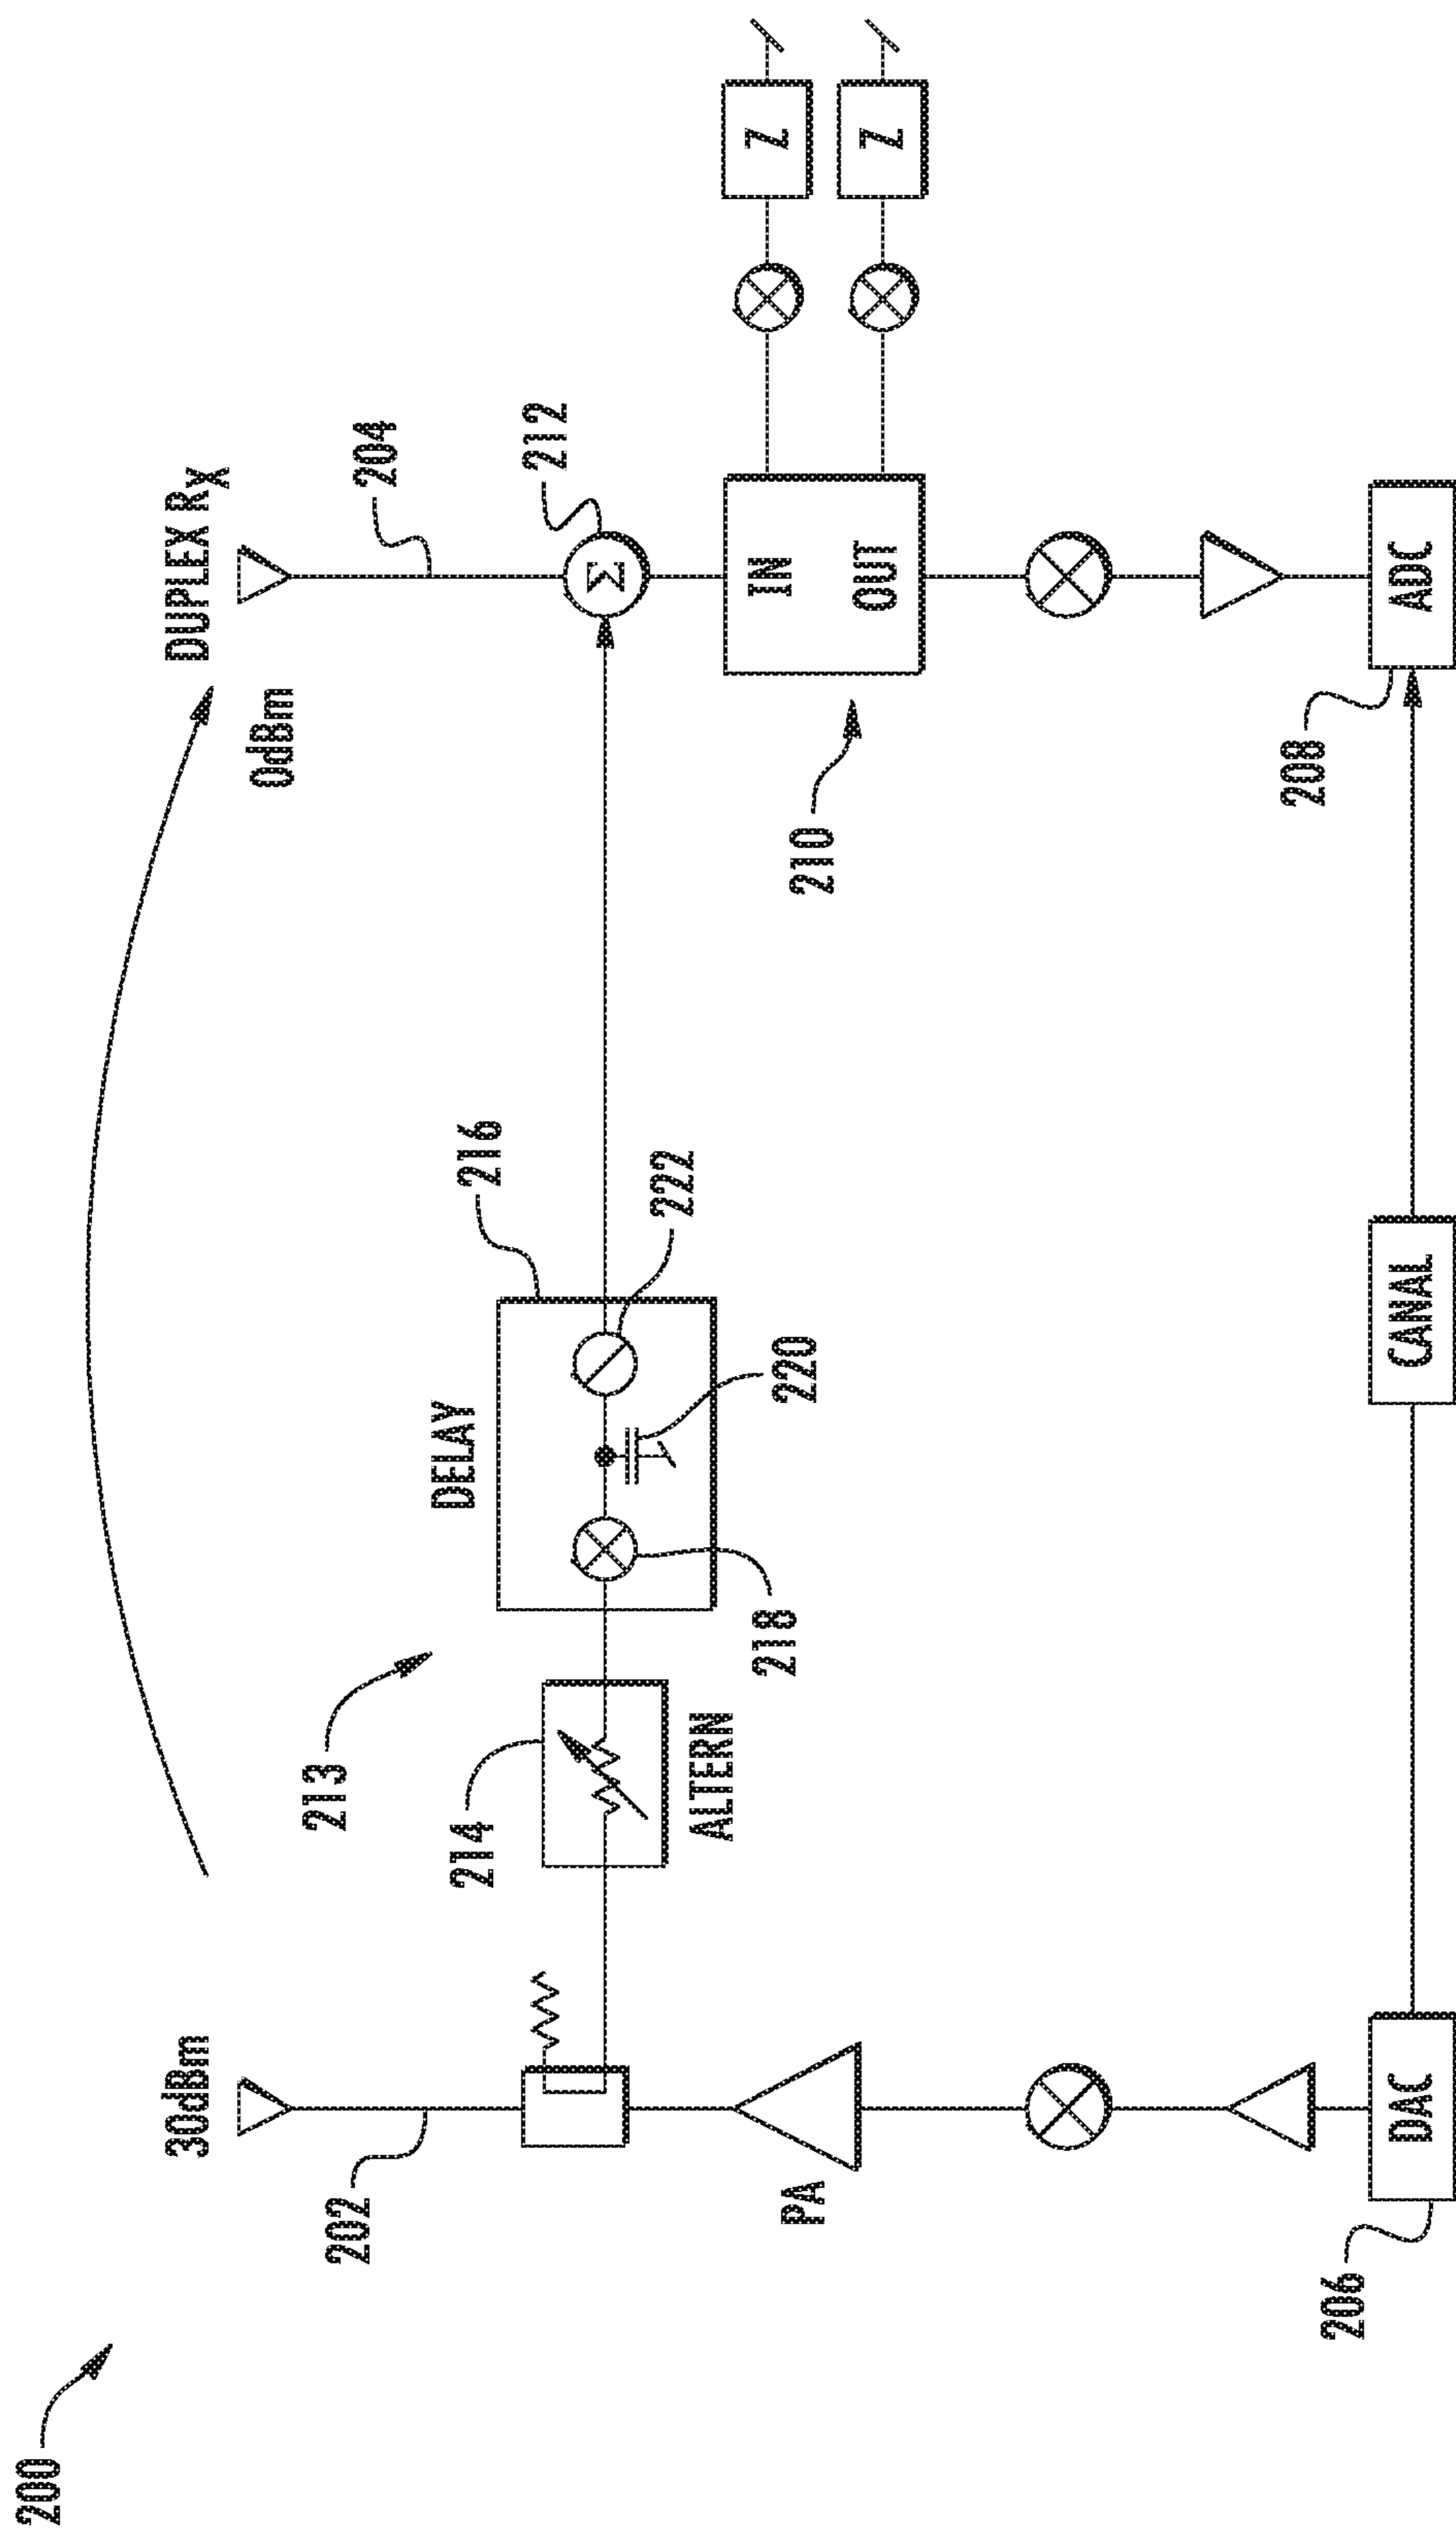 200
30dBm
DUPLEX RX
0dBm
202
204
212
213
214
ALTERN
DELAY
216
218
220
222
Σ
IN
OUT
210
Z
Z
PA
206
DAC
CANAL
208
ADC